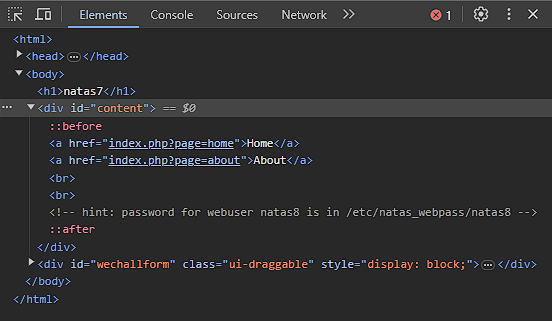 Elements Console Sources Network 1
<html>
<head>…</head>
<body>
<h1>natas7</h1>
… <div id="content"> == $0
::before
<a href="index.php?page=home">Home</a>
<a href="index.php?page=about">About</a>
<br>
<br>
<!-- hint: password for webuser natas8 is in /etc/natas_webpass/natas8 -->
::after
</div>
<div id="wechallform" class="ui-draggable" style="display: block;">…</div>
</body>
</html>